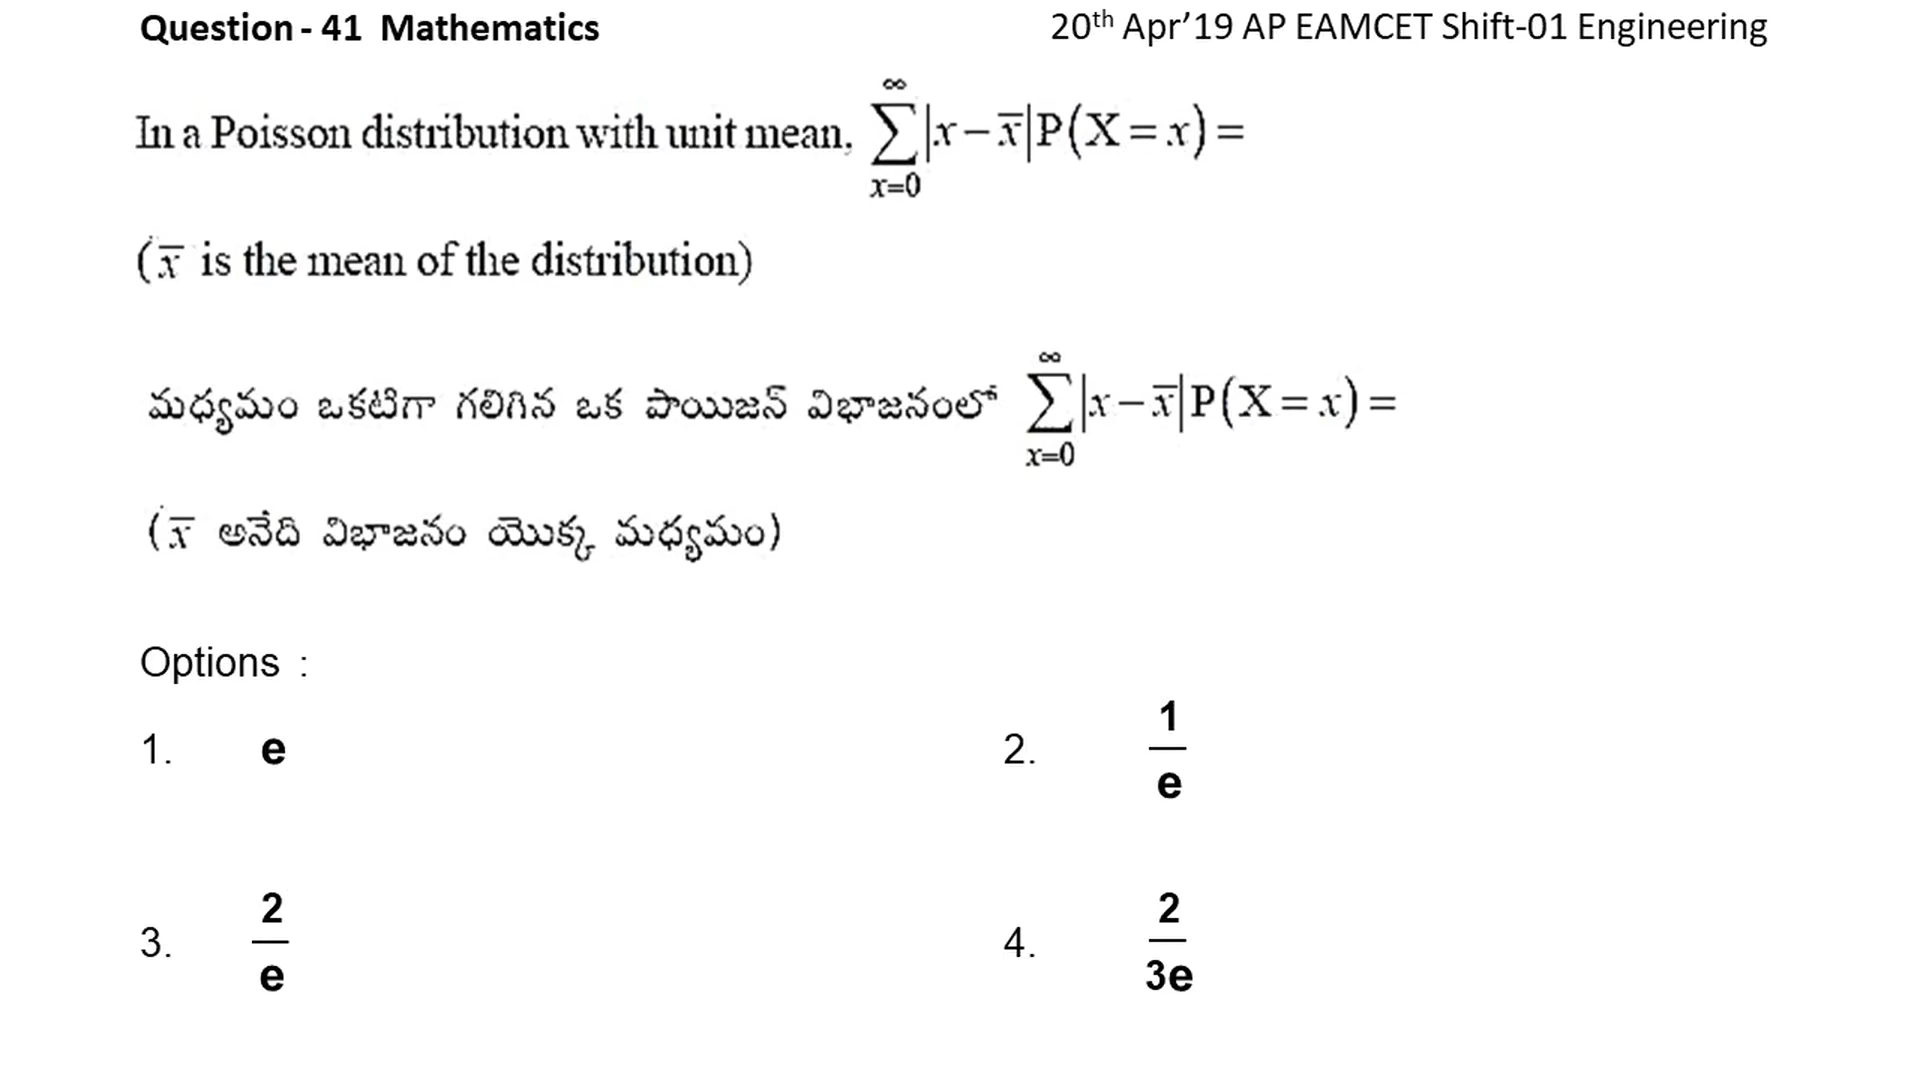 Question - 41 Mathematics
20th Apr’19 AP EAMCET Shift-01 Engineering
In a Poisson distribution with unit mean, ∑_{x=0}^{∞} |x − x̅| P(X = x) =
(x̅ is the mean of the distribution)
మధ్యమం ఒకటిగా గలిగిన ఒక పాయిజన్ విభాజనంలో ∑_{x=0}^{∞} |x − x̅| P(X = x) =
(x̅ అనేది విభాజనం యొక్క మధ్యమం)
Options :
1. e
2. 1/e
3. 2/e
4. 2/3e